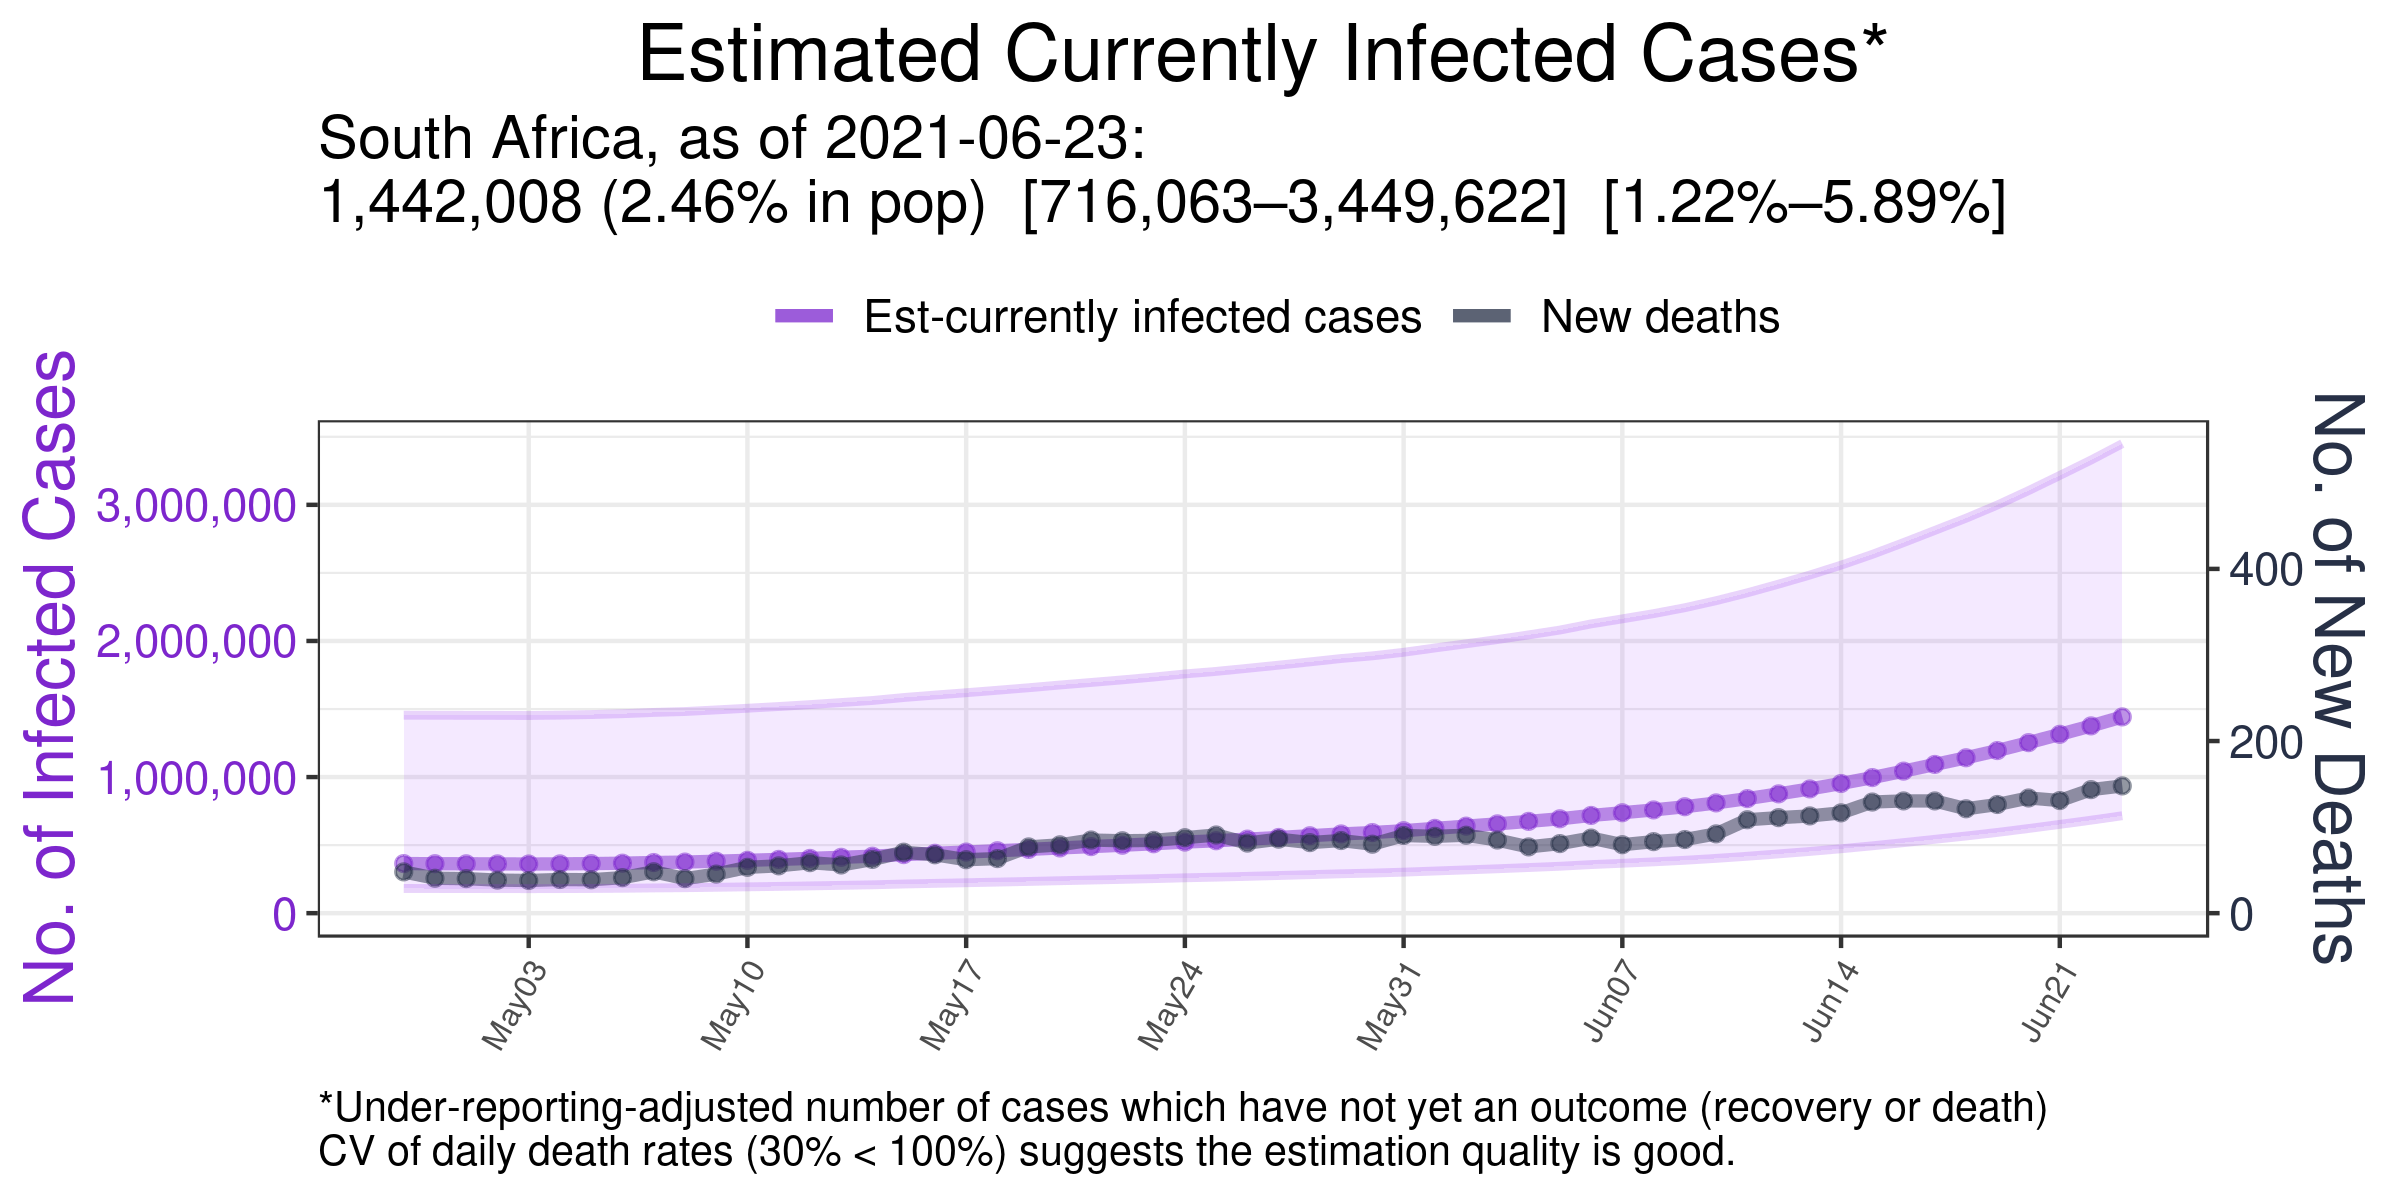 Estimated Currently Infected Cases*
South Africa, as of 2021-06-23:
1,442,008 (2.46% in pop)  [716,063–3,449,622]  [1.22%–5.89%]
Est-currently infected cases
New deaths
No. of Infected Cases
3,000,000
2,000,000
1,000,000
0
No. of New Deaths
400
200
0
May03
May10
May17
May24
May31
Jun07
Jun14
Jun21
*Under-reporting-adjusted number of cases which have not yet an outcome (recovery or death)
CV of daily death rates (30% < 100%) suggests the estimation quality is good.